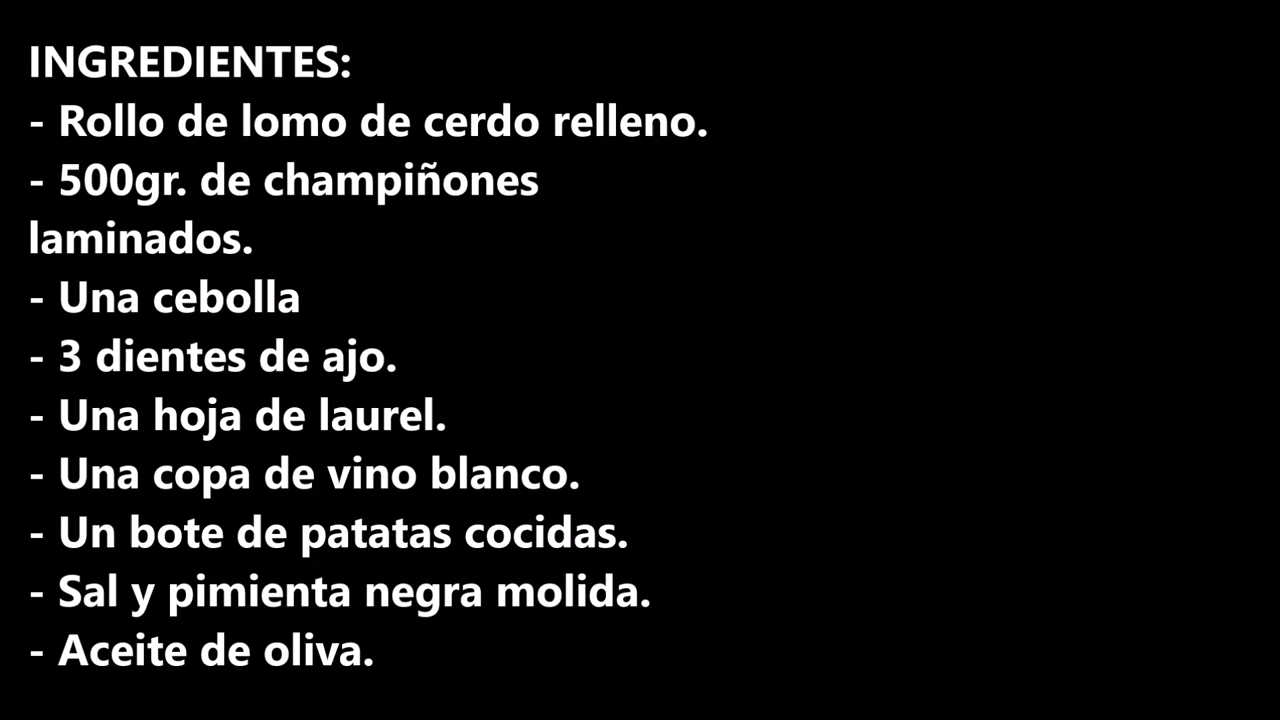 INGREDIENTES:
- Rollo de lomo de cerdo relleno.
- 500gr. de champiñones
laminados.
- Una cebolla
- 3 dientes de ajo.
- Una hoja de laurel.
- Una copa de vino blanco.
- Un bote de patatas cocidas.
- Sal y pimienta negra molida.
- Aceite de oliva.